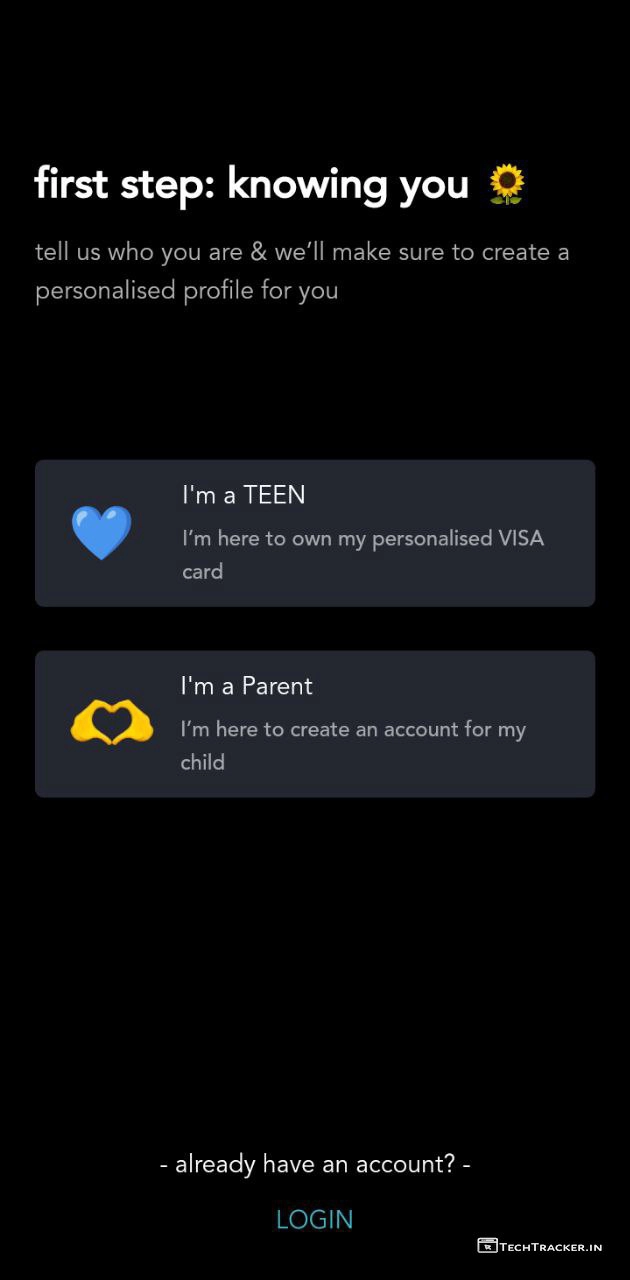 first step: knowing you 🌻
tell us who you are & we’ll make sure to create a
personalised profile for you
I'm a TEEN
I’m here to own my personalised VISA
card
I'm a Parent
I’m here to create an account for my
child
- already have an account? -
LOGIN
TECHTRACKER.IN